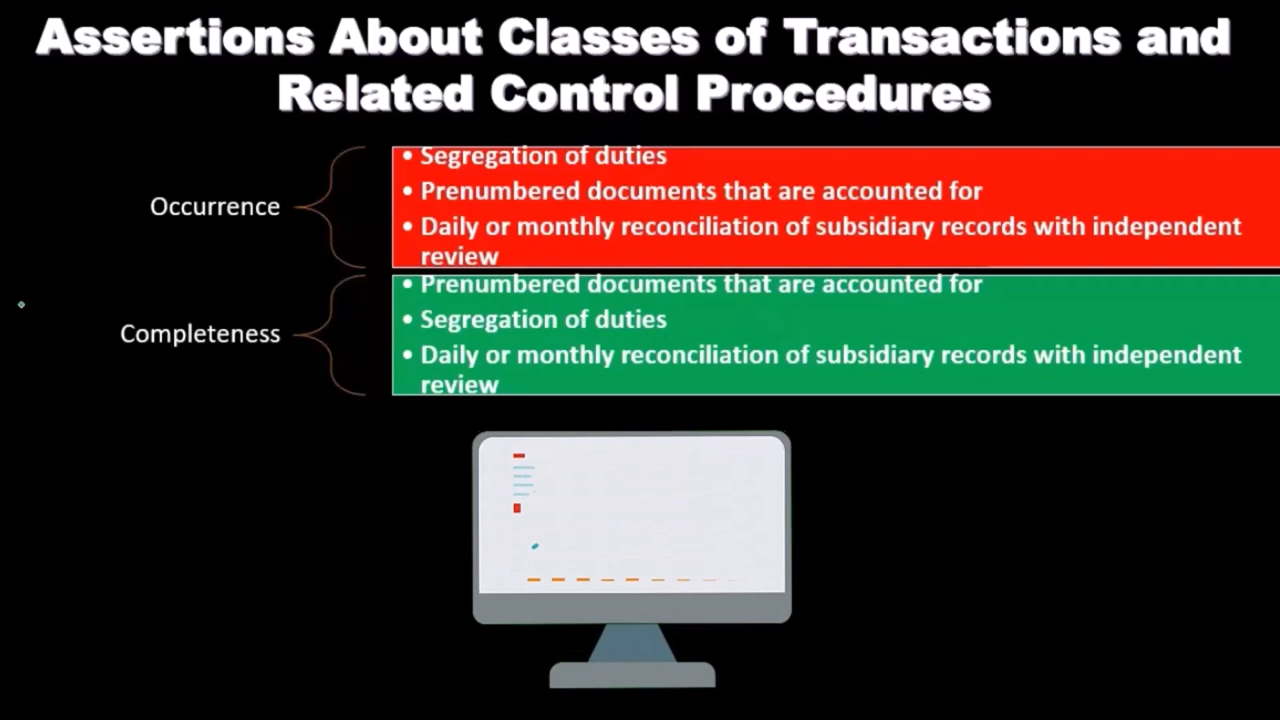 Assertions About Classes of Transactions and
Related Control Procedures
Occurrence
• Segregation of duties
• Prenumbered documents that are accounted for
• Daily or monthly reconciliation of subsidiary records with independent
review
Completeness
• Prenumbered documents that are accounted for
• Segregation of duties
• Daily or monthly reconciliation of subsidiary records with independent
review